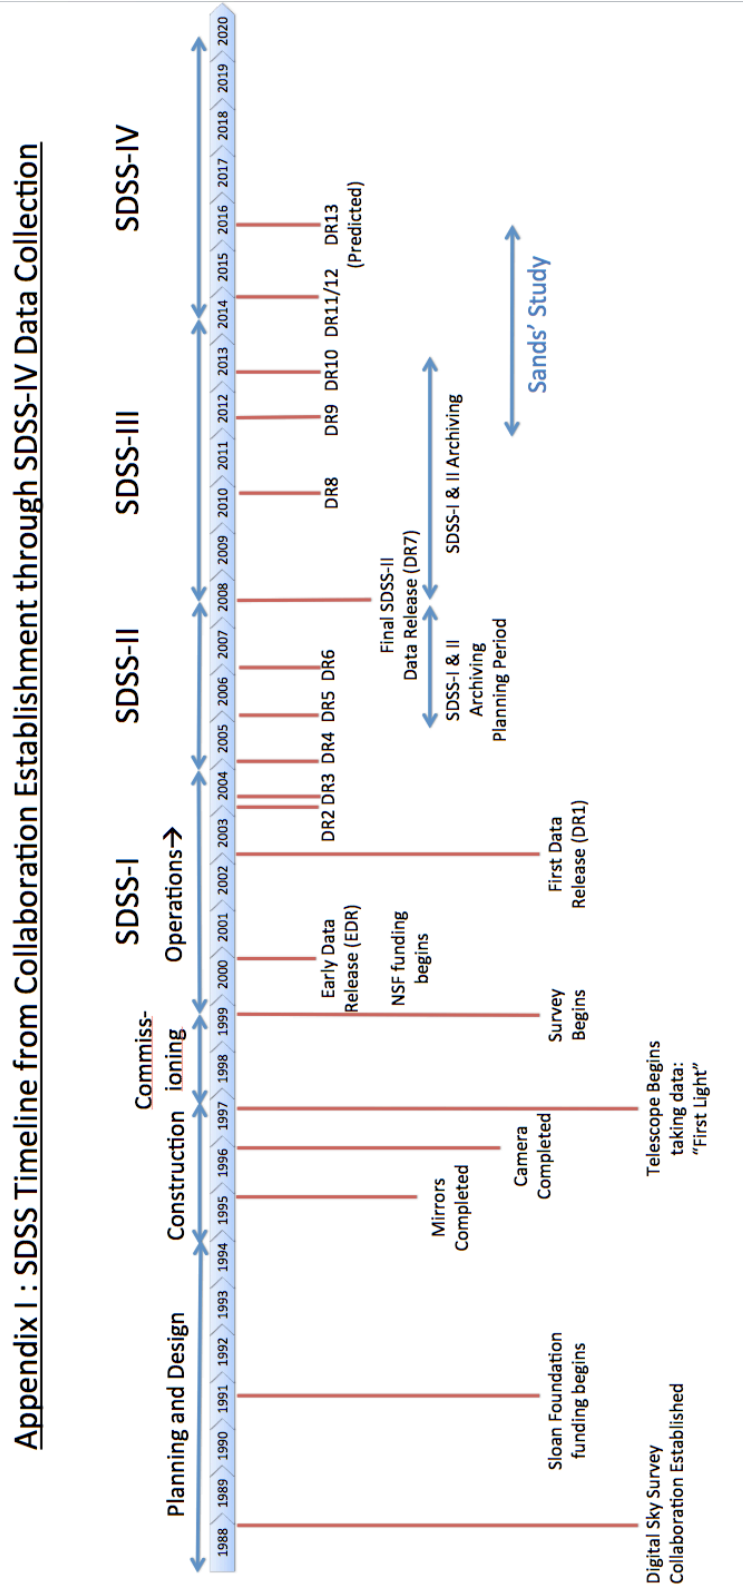 Appendix I : SDSS Timeline from Collaboration Establishment through SDSS-IV Data Collection
SDSS-I
SDSS-II
SDSS-III
SDSS-IV
Planning and Design
Construction
Commiss-
ioning
Operations→
1988
1989
1990
1991
1992
1993
1994
1995
1996
1997
1998
1999
2000
2001
2002
2003
2004
2005
2006
2007
2008
2009
2010
2011
2012
2013
2014
2015
2016
2017
2018
2019
2020
Digital Sky Survey
Collaboration Established
Sloan Foundation
funding begins
Mirrors
Completed
Camera
Completed
Telescope Begins
taking data:
“First Light”
Survey
Begins
Early Data
Release (EDR)
NSF funding
begins
First Data
Release (DR1)
DR2
DR3
DR4
DR5
DR6
Final SDSS-II
Data Release (DR7)
SDSS-I & II
Archiving
Planning Period
SDSS-I & II Archiving
DR8
DR9
DR10
DR11/12
DR13
(Predicted)
Sands’ Study